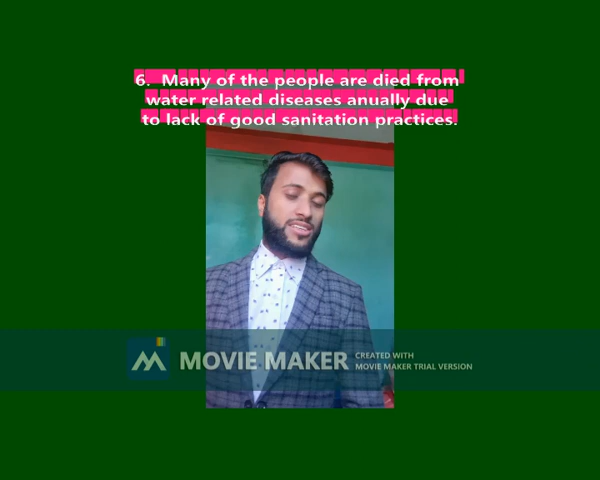 6. Many of the people are died from
water related diseases anually due
to lack of good sanitation practices.
MOVIE MAKER
CREATED WITH
MOVIE MAKER TRIAL VERSION